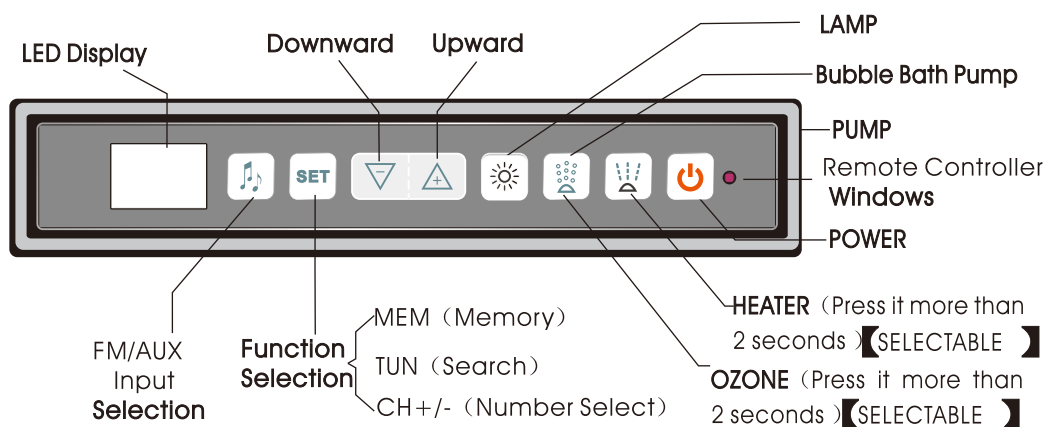 LAMP
Downward
Upward
LED Display
Bubble Bath Pump
PUMP
SET
Remote Controller
Windows
POWER
HEATER（Press it more than
2 seconds ）【SELECTABLE 】
MEM（Memory）
FM/AUX
Input
Selection
Function
Selection
TUN（Search）
CH+/-（Number Select）
OZONE（Press it more than
2 seconds ）【SELECTABLE 】